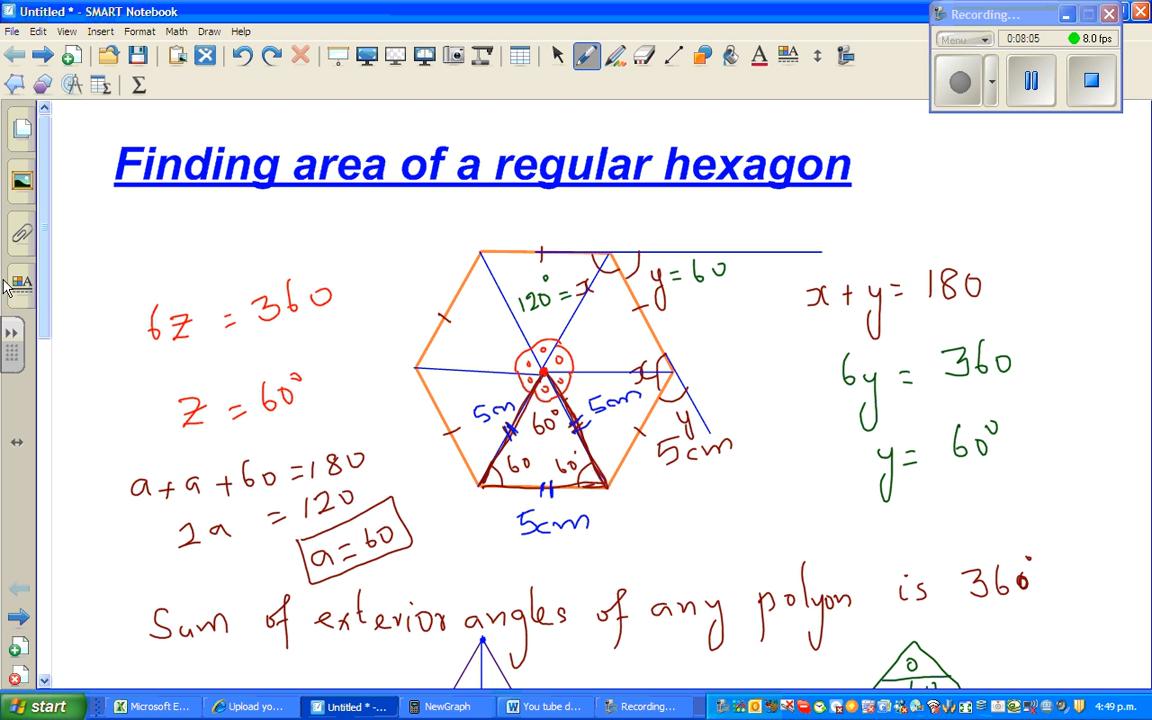 Untitled * - SMART Notebook
Recording...
File Edit View Insert Format Math Draw Help
Menu 0:08:05 8.0 fps
Finding area of a regular hexagon
6z = 360
z = 60°
a + a + 60 = 180
2a = 120
a = 60
120° = x
y = 60
x
y
5cm
5cm
5cm
60°
60
60°
5cm
x + y = 180
6y = 360
y = 60°
Sum of exterior angles of any polyon is 360°
start
Microsoft E...
Upload yo...
Untitled * -...
NewGraph
You tube d...
Recording...
4:49 p.m.